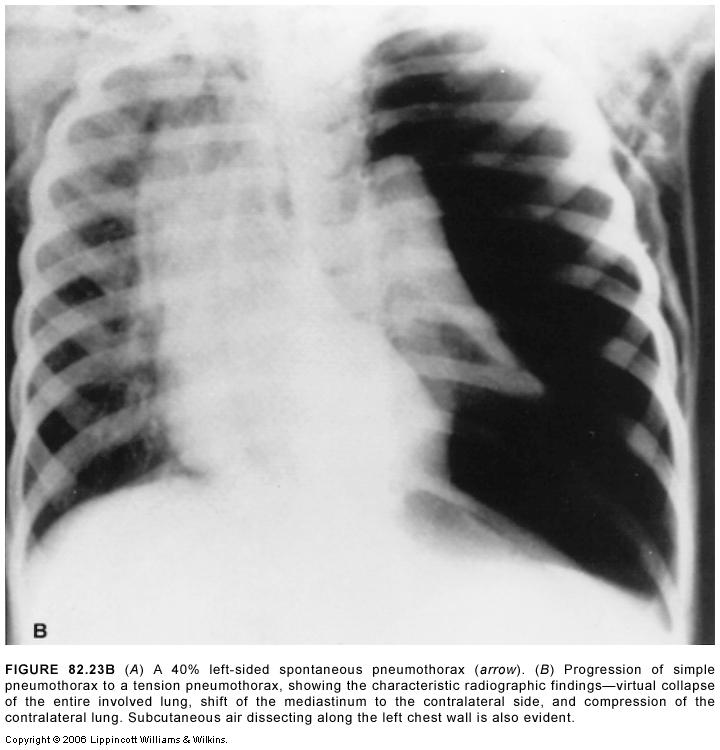 B
FIGURE 82.23B (A) A 40% left-sided spontaneous pneumothorax (arrow). (B) Progression of simple
pneumothorax to a tension pneumothorax, showing the characteristic radiographic findings—virtual collapse
of the entire involved lung, shift of the mediastinum to the contralateral side, and compression of the
contralateral lung. Subcutaneous air dissecting along the left chest wall is also evident.
Copyright © 2006 Lippincott Williams & Wilkins.